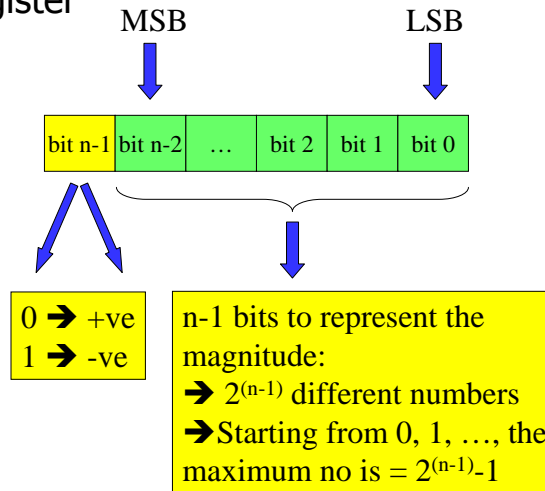 MSB LSB
bit n-1 bit n-2 … bit 2 bit 1 bit 0
0 ➔ +ve
1 ➔ -ve
n-1 bits to represent the
magnitude:
➔ 2^(n-1) different numbers
➔Starting from 0, 1, …, the
maximum no is = 2^(n-1)-1